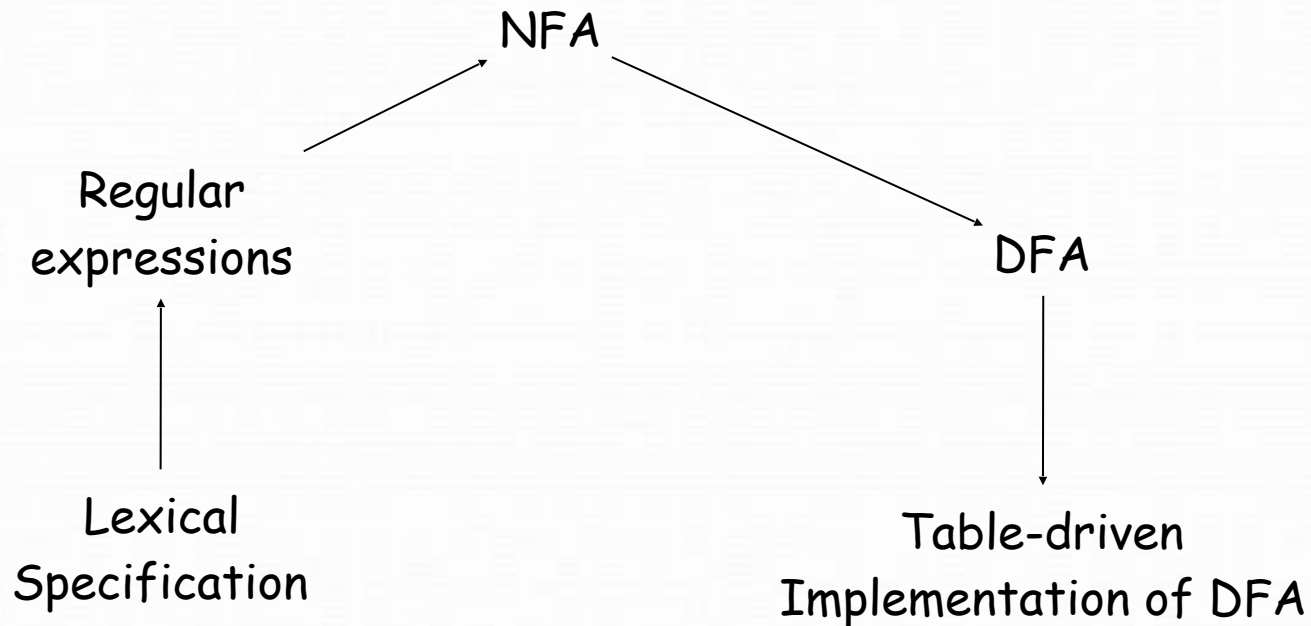 NFA
Regular
expressions
DFA
Lexical
Specification
Table-driven
Implementation of DFA